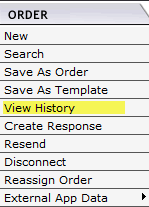 ORDER
New
Search
Save As Order
Save As Template
View History
Create Response
Resend
Disconnect
Reassign Order
External App Data